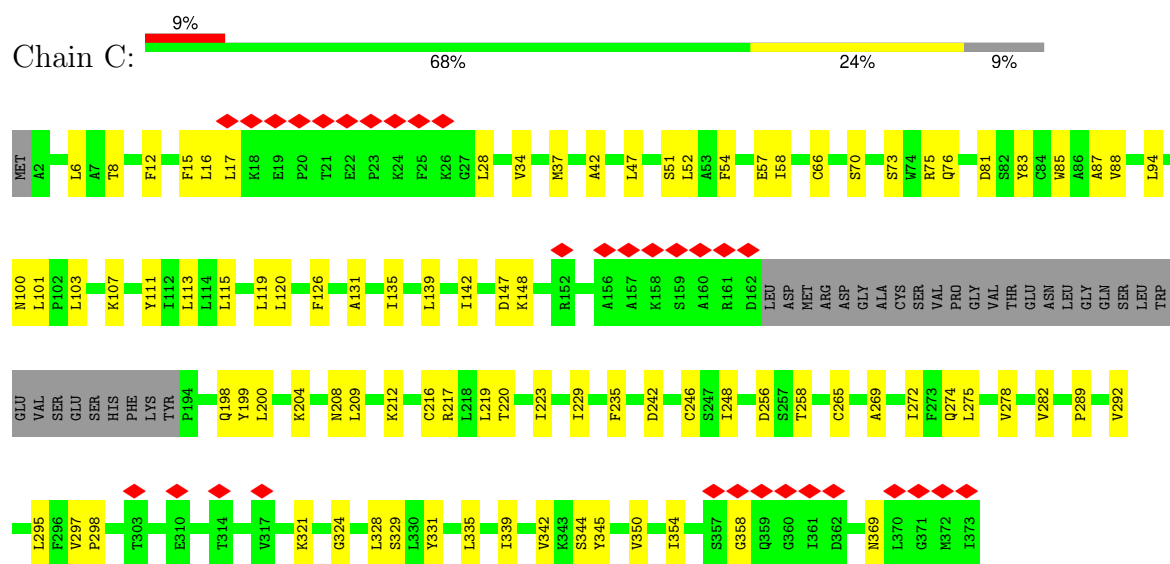 9%
Chain C:
68% 24% 9%
MET A2 L6 A7 T8 F12 F15 L16 L17 K18 E19 P20 T21 E22 P23 K24 F25 K26 G27 L28 V34 M37 A42 L47 S51 L52 A53 F54 E57 I58 C66 S70 S73 W74 R75 Q76 D81 S82 Y83 C84 W85 A86 A87 V88 L94
N100 L101 P102 L103 K107 Y111 I112 L113 L114 L115 L119 L120 F126 A131 I135 L139 I142 D147 K148 R152 A156 A157 K158 S159 A160 R161 D162 LEU ASP MET ARG ASP GLY ALA CYS SER VAL PRO GLY VAL THR GLU ASN LEU GLY GLN SER LEU TRP
GLU VAL SER GLU SER HIS PHE LYS TYR P194 Q198 Y199 L200 K204 N208 L209 K212 C216 R217 L218 L219 T220 I223 I229 F235 D242 C246 S247 I248 D256 S257 T258 C265 A269 I272 F273 Q274 L275 V278 V282 P289 V292
L295 F296 V297 P298 T303 E310 T314 V317 K321 G324 L328 S329 L330 Y331 L335 I339 V342 K343 S344 Y345 V350 I354 S357 G358 Q359 G360 I361 D362 N369 L370 G371 M372 I373